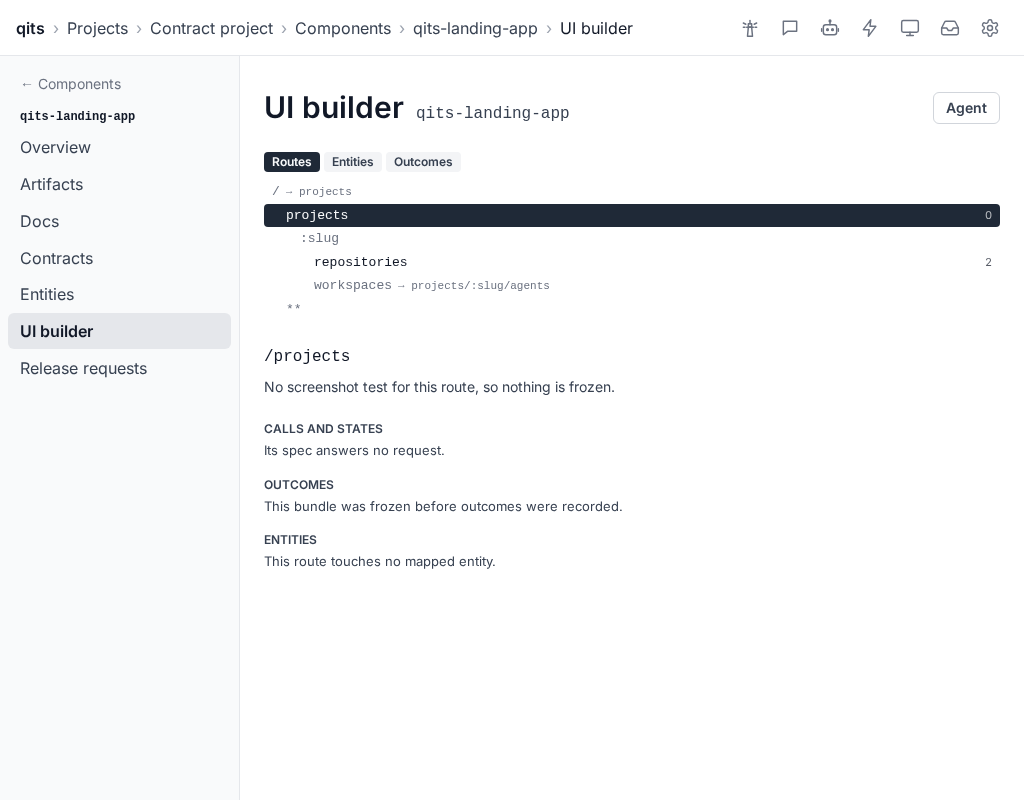 qits › Projects › Contract project › Components › qits-landing-app › UI builder
← Components
qits-landing-app
Overview
Artifacts
Docs
Contracts
Entities
UI builder
Release requests
UI builder qits-landing-app
Agent
Routes Entities Outcomes
/ → projects
projects 0
:slug
repositories 2
workspaces → projects/:slug/agents
**
/projects
No screenshot test for this route, so nothing is frozen.
CALLS AND STATES
Its spec answers no request.
OUTCOMES
This bundle was frozen before outcomes were recorded.
ENTITIES
This route touches no mapped entity.